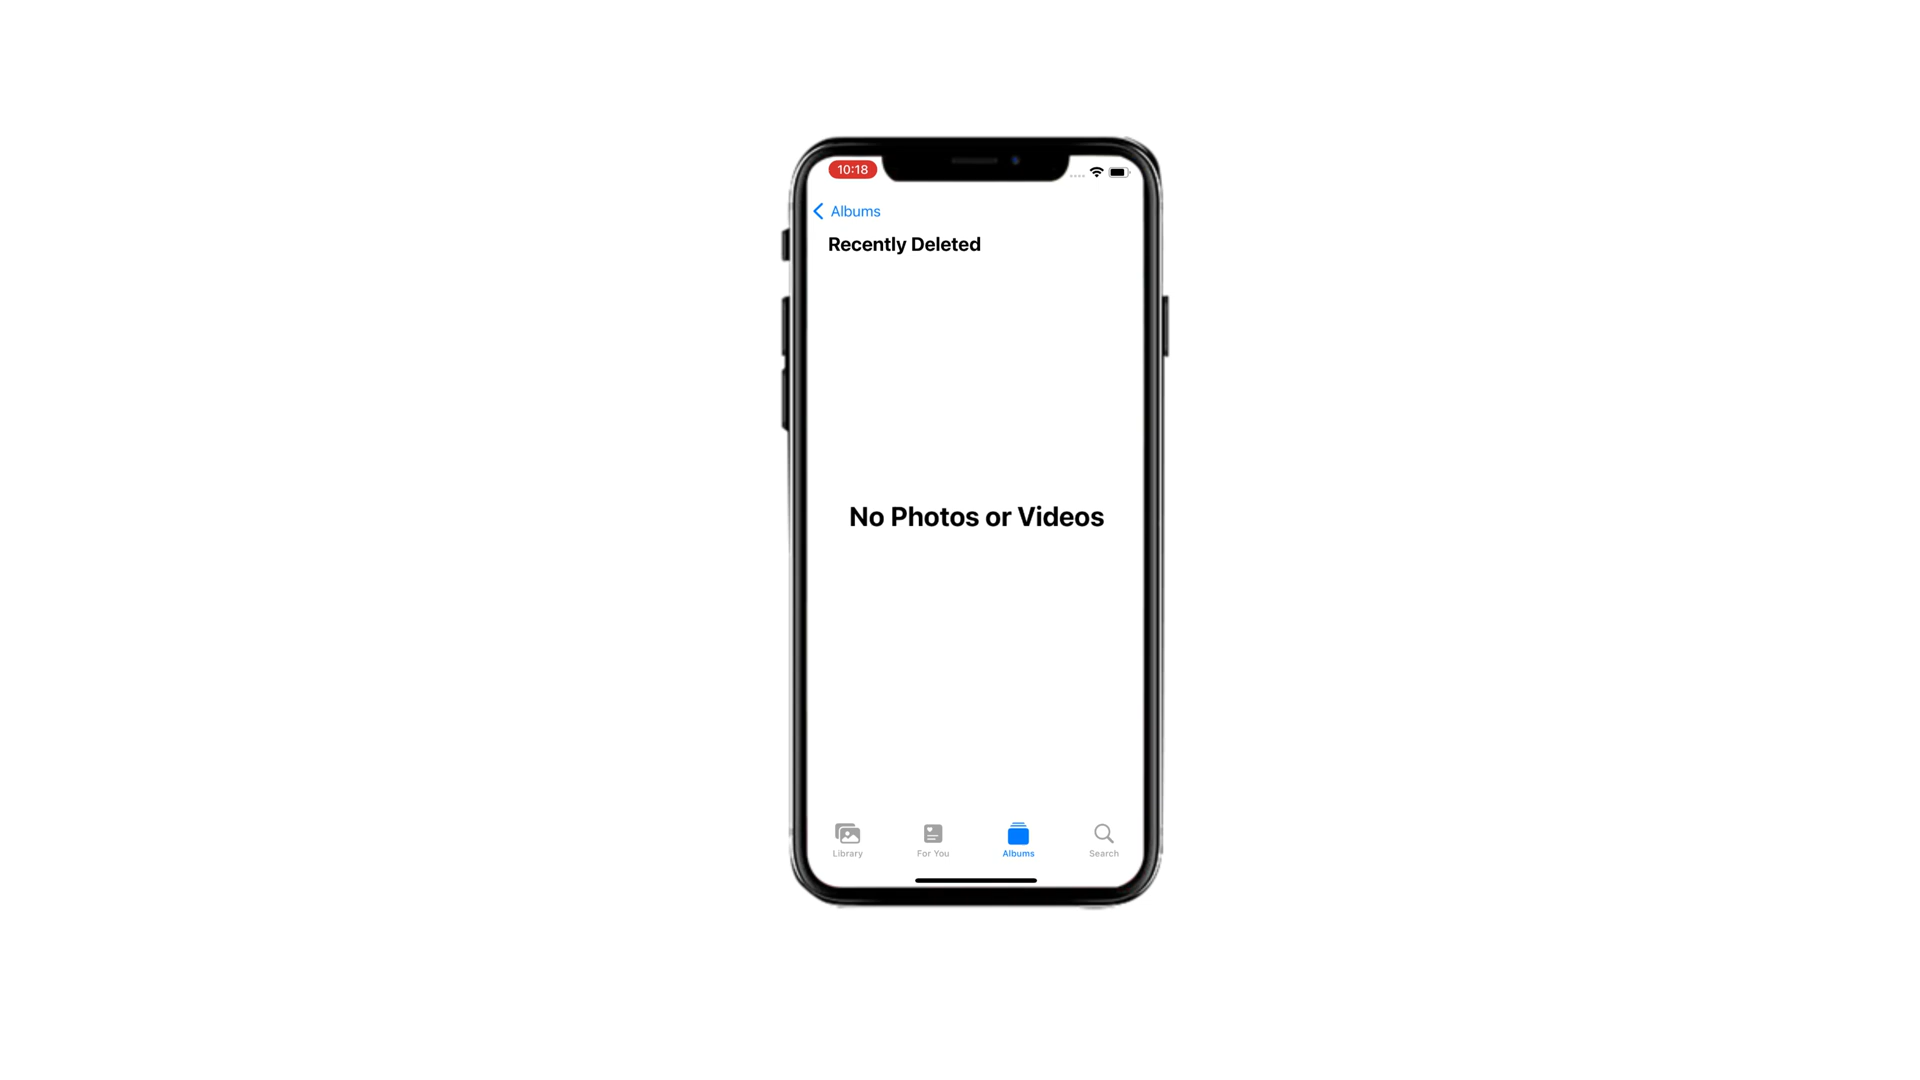 10:18
Albums
Recently Deleted
No Photos or Videos
Library
For You
Albums
Search